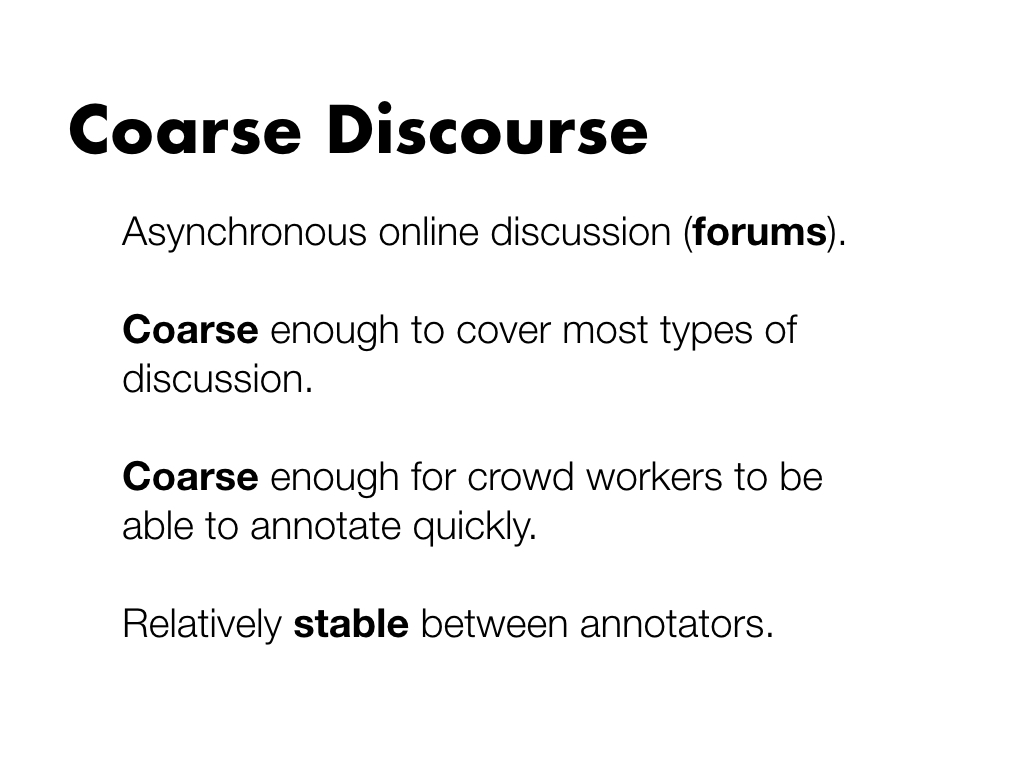 Coarse Discourse
Asynchronous online discussion (forums).
Coarse enough to cover most types of
discussion.
Coarse enough for crowd workers to be
able to annotate quickly.
Relatively stable between annotators.